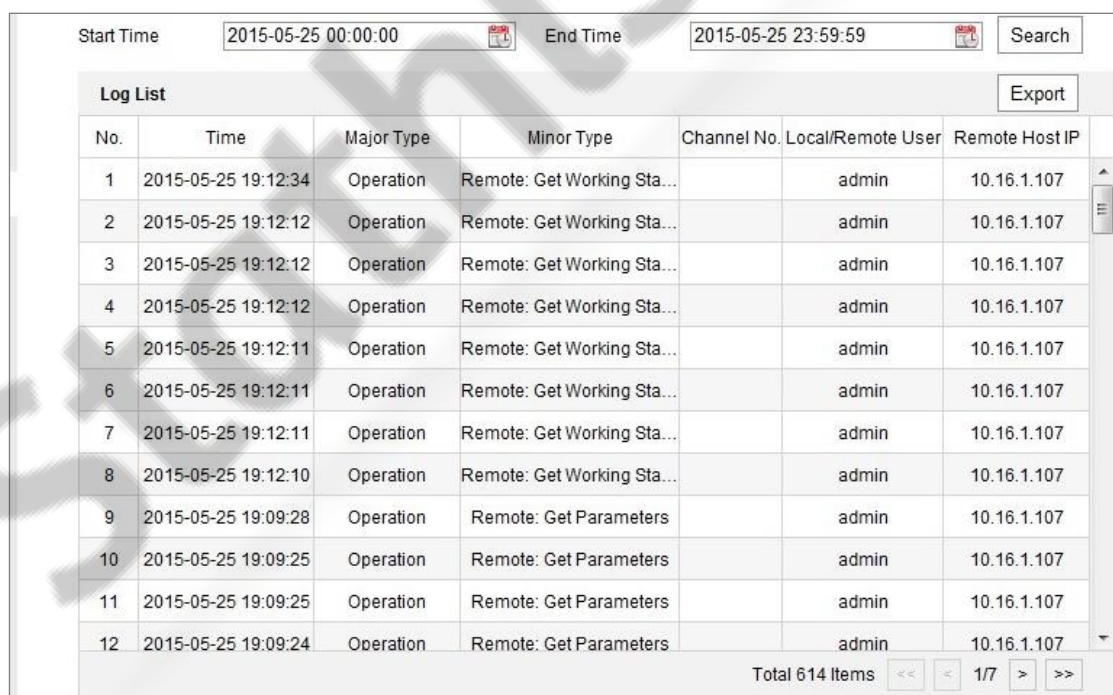 Start Time 2015-05-25 00:00:00 End Time 2015-05-25 23:59:59 Search
Log List Export
No. Time Major Type Minor Type Channel No. Local/Remote User Remote Host IP
1 2015-05-25 19:12:34 Operation Remote: Get Working Sta... admin 10.16.1.107
2 2015-05-25 19:12:12 Operation Remote: Get Working Sta... admin 10.16.1.107
3 2015-05-25 19:12:12 Operation Remote: Get Working Sta... admin 10.16.1.107
4 2015-05-25 19:12:12 Operation Remote: Get Working Sta... admin 10.16.1.107
5 2015-05-25 19:12:11 Operation Remote: Get Working Sta... admin 10.16.1.107
6 2015-05-25 19:12:11 Operation Remote: Get Working Sta... admin 10.16.1.107
7 2015-05-25 19:12:11 Operation Remote: Get Working Sta... admin 10.16.1.107
8 2015-05-25 19:12:10 Operation Remote: Get Working Sta... admin 10.16.1.107
9 2015-05-25 19:09:28 Operation Remote: Get Parameters admin 10.16.1.107
10 2015-05-25 19:09:25 Operation Remote: Get Parameters admin 10.16.1.107
11 2015-05-25 19:09:25 Operation Remote: Get Parameters admin 10.16.1.107
12 2015-05-25 19:09:24 Operation Remote: Get Parameters admin 10.16.1.107
Total 614 Items << < 1/7 > >>